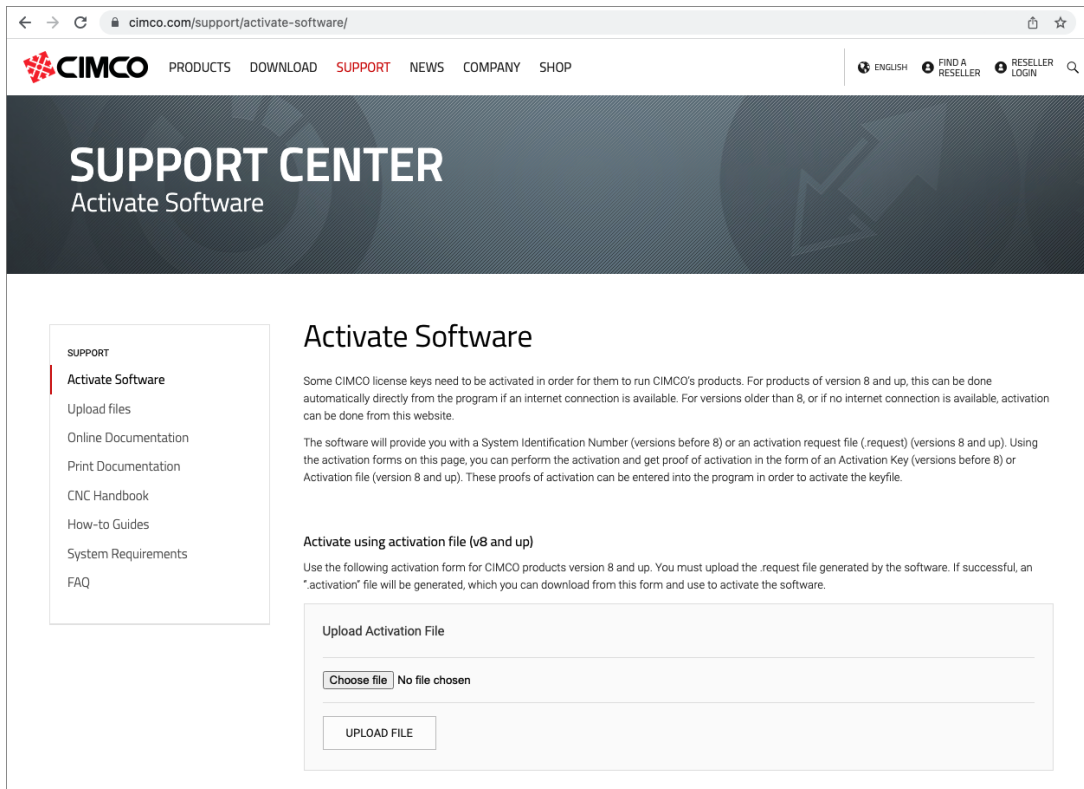 cimco.com/support/activate-software/
CIMCO PRODUCTS DOWNLOAD SUPPORT NEWS COMPANY SHOP ENGLISH FIND A RESELLER RESELLER LOGIN
SUPPORT CENTER
Activate Software
SUPPORT
Activate Software
Upload files
Online Documentation
Print Documentation
CNC Handbook
How-to Guides
System Requirements
FAQ
Activate Software
Some CIMCO license keys need to be activated in order for them to run CIMCO's products. For products of version 8 and up, this can be done
automatically directly from the program if an internet connection is available. For versions older than 8, or if no internet connection is available, activation
can be done from this website.
The software will provide you with a System Identification Number (versions before 8) or an activation request file (.request) (versions 8 and up). Using
the activation forms on this page, you can perform the activation and get proof of activation in the form of an Activation Key (versions before 8) or
Activation file (version 8 and up). These proofs of activation can be entered into the program in order to activate the keyfile.
Activate using activation file (v8 and up)
Use the following activation form for CIMCO products version 8 and up. You must upload the .request file generated by the software. If successful, an
".activation" file will be generated, which you can download from this form and use to activate the software.
Upload Activation File
Choose file No file chosen
UPLOAD FILE